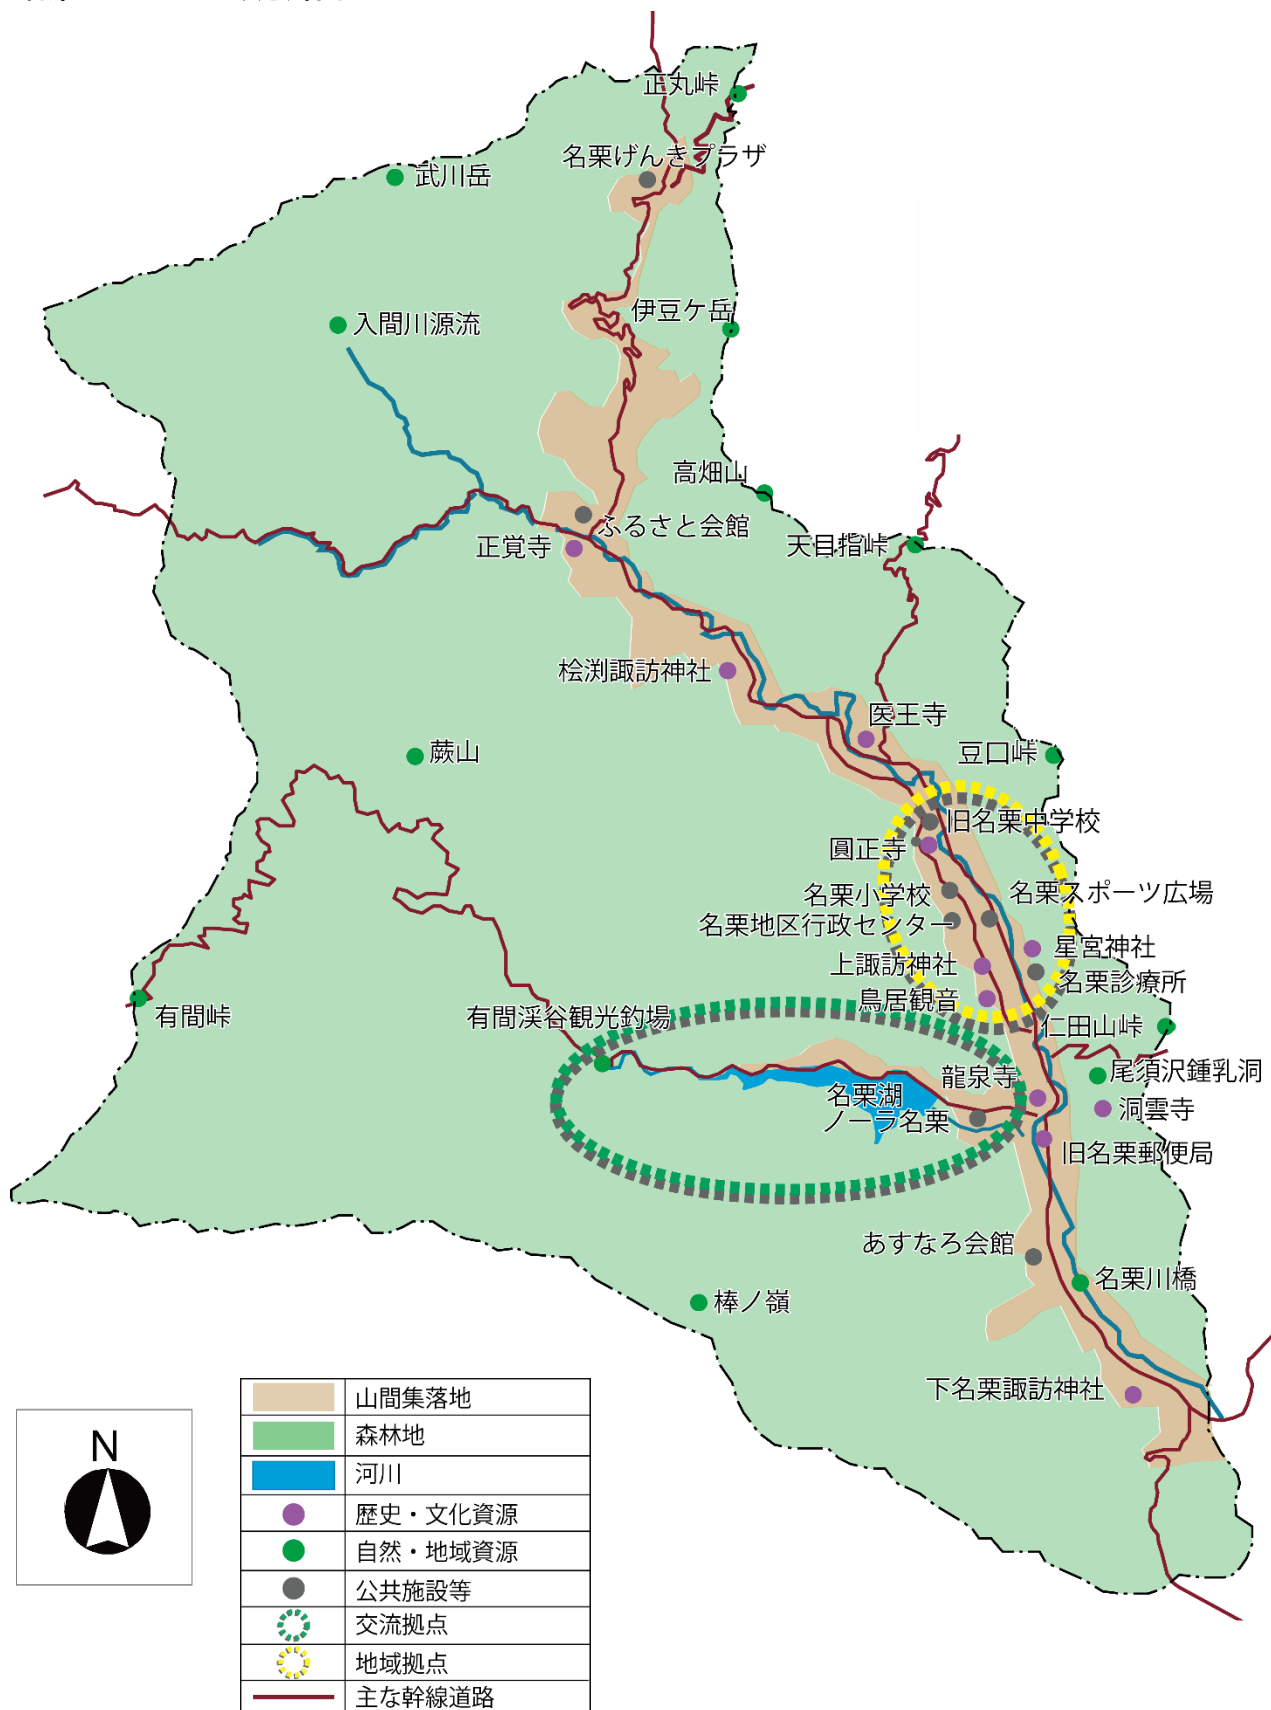 正丸峠
名栗げんきプラザ
武川岳
伊豆ケ岳
入間川源流
高畑山
ふるさと会館
天目指峠
正覚寺
桧渕諏訪神社
医王寺
蕨山
豆口峠
旧名栗中学校
圓正寺
名栗小学校
名栗スポーツ広場
名栗地区行政センター
星宮神社
上諏訪神社
名栗診療所
鳥居観音
有間峠
有間渓谷観光釣場
仁田山峠
龍泉寺
尾須沢鍾乳洞
名栗湖
ノーラ名栗
洞雲寺
旧名栗郵便局
あすなろ会館
名栗川橋
棒ノ嶺
下名栗諏訪神社
N
山間集落地
森林地
河川
歴史・文化資源
自然・地域資源
公共施設等
交流拠点
地域拠点
主な幹線道路